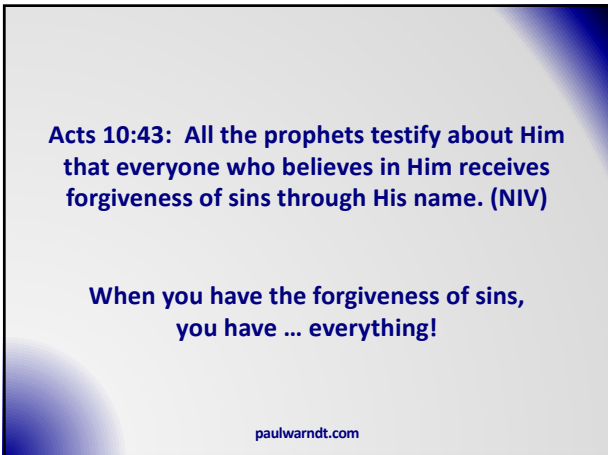 Acts 10:43:  All the prophets testify about Him
that everyone who believes in Him receives
forgiveness of sins through His name. (NIV)
When you have the forgiveness of sins,
you have … everything!
paulwarndt.com